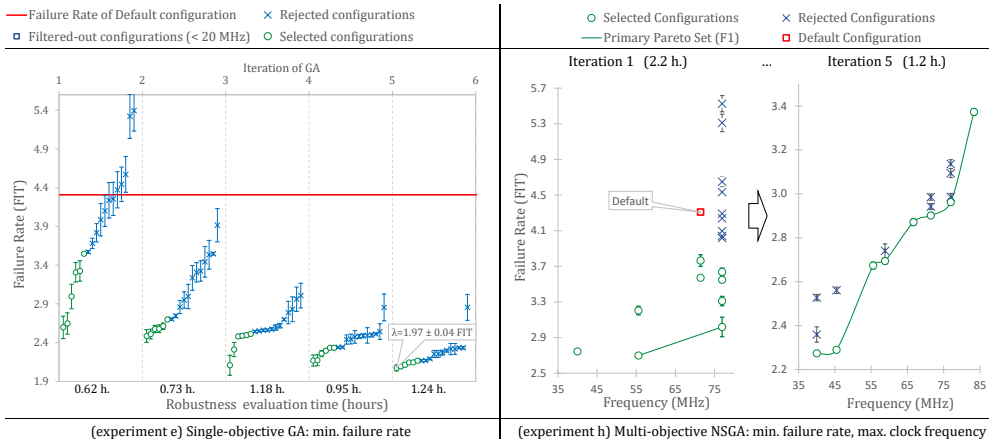 Failure Rate of Default configuration
Rejected configurations
Filtered-out configurations (< 20 MHz)
Selected configurations
Iteration of GA
1
2
3
4
5
6
5.4
4.9
4.4
3.9
3.4
2.9
2.4
1.9
Failure Rate (FIT)
λ=1.97 ± 0.04 FIT
0.62 h.
0.73 h.
1.18 h.
0.95 h.
1.24 h.
Robustness evaluation time (hours)
(experiment e) Single-objective GA: min. failure rate
Selected Configurations
Rejected Configurations
Primary Pareto Set (F1)
Default Configuration
Iteration 1 (2.2 h.)
...
Iteration 5 (1.2 h.)
5.7
5.3
4.9
4.5
4.1
3.7
3.3
2.9
2.5
Failure Rate (FIT)
Default
35
45
55
65
75
Frequency (MHz)
3.4
3.2
3.0
2.8
2.6
2.4
2.2
35
45
55
65
75
85
Frequency (MHz)
(experiment h) Multi-objective NSGA: min. failure rate, max. clock frequency